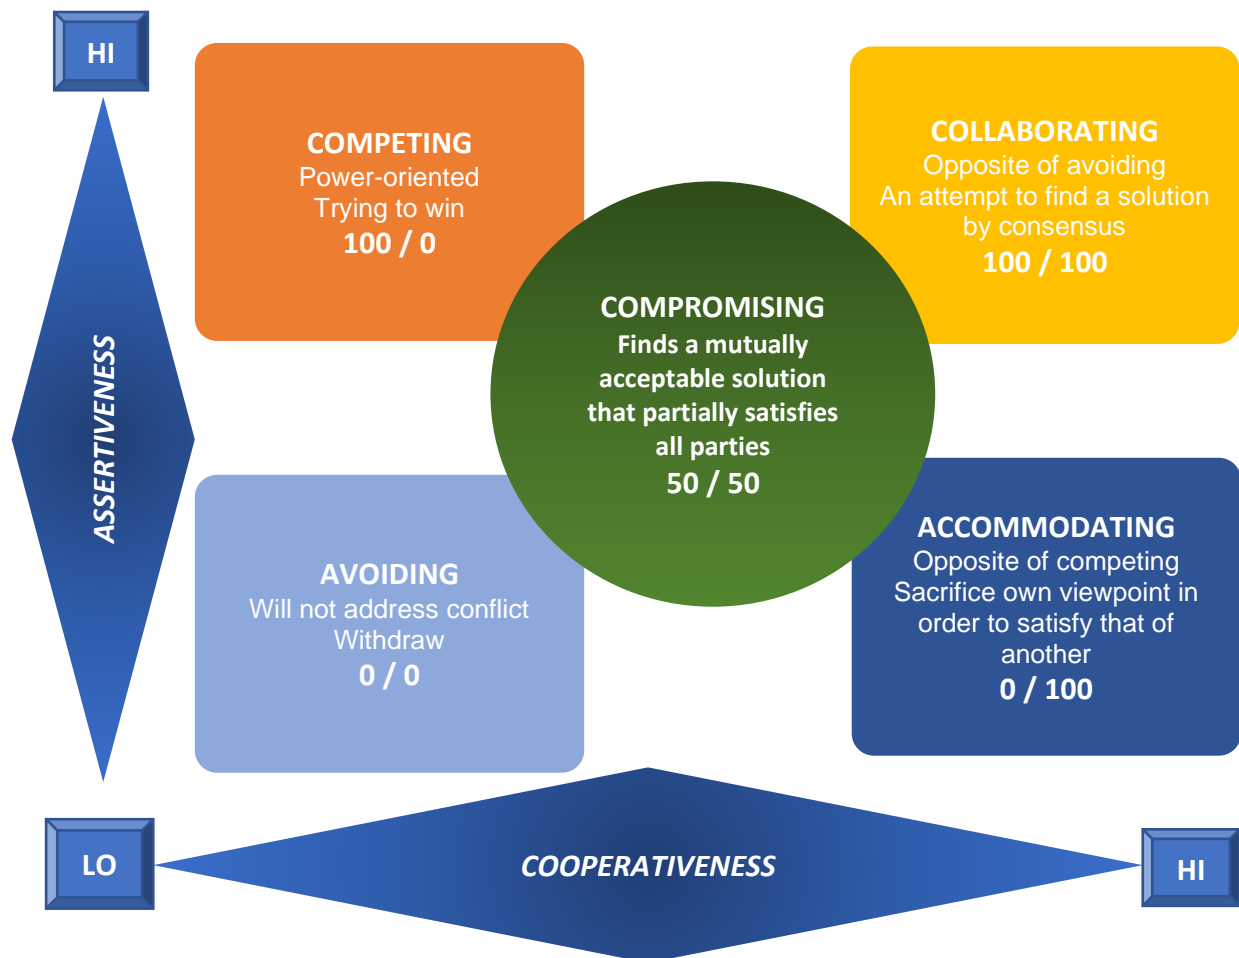 HI
COMPETING
Power-oriented
Trying to win
100 / 0
COLLABORATING
Opposite of avoiding
An attempt to find a solution
by consensus
100 / 100
COMPROMISING
Finds a mutually
acceptable solution
that partially satisfies
all parties
50 / 50
ASSERTIVENESS
AVOIDING
Will not address conflict
Withdraw
0 / 0
ACCOMMODATING
Opposite of competing
Sacrifice own viewpoint in
order to satisfy that of
another
0 / 100
LO
COOPERATIVENESS
HI